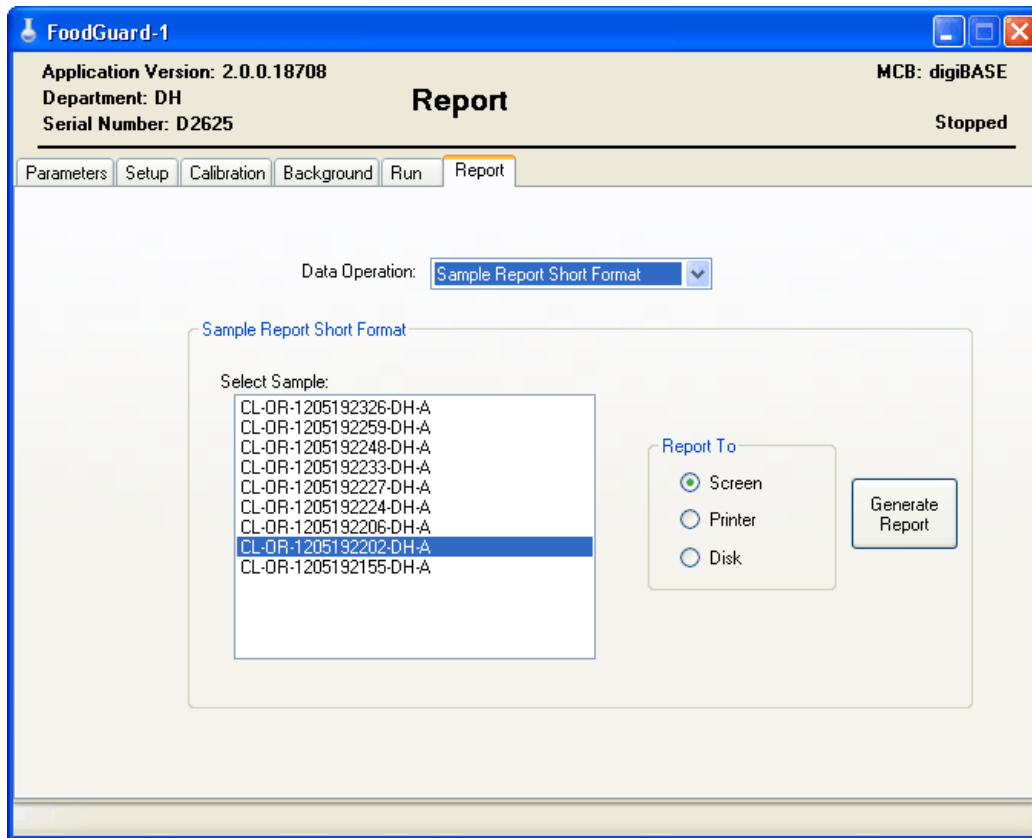 FoodGuard-1
Application Version: 2.0.0.18708
MCB: digiBASE
Department: DH
Report
Serial Number: D2625
Stopped
Parameters Setup Calibration Background Run Report
Data Operation: Sample Report Short Format
Sample Report Short Format
Select Sample:
CL-OR-1205192326-DH-A
CL-OR-1205192259-DH-A
CL-OR-1205192248-DH-A
CL-OR-1205192233-DH-A
CL-OR-1205192227-DH-A
CL-OR-1205192224-DH-A
CL-OR-1205192206-DH-A
CL-OR-1205192202-DH-A
CL-OR-1205192155-DH-A
Report To
Screen
Printer
Disk
Generate
Report